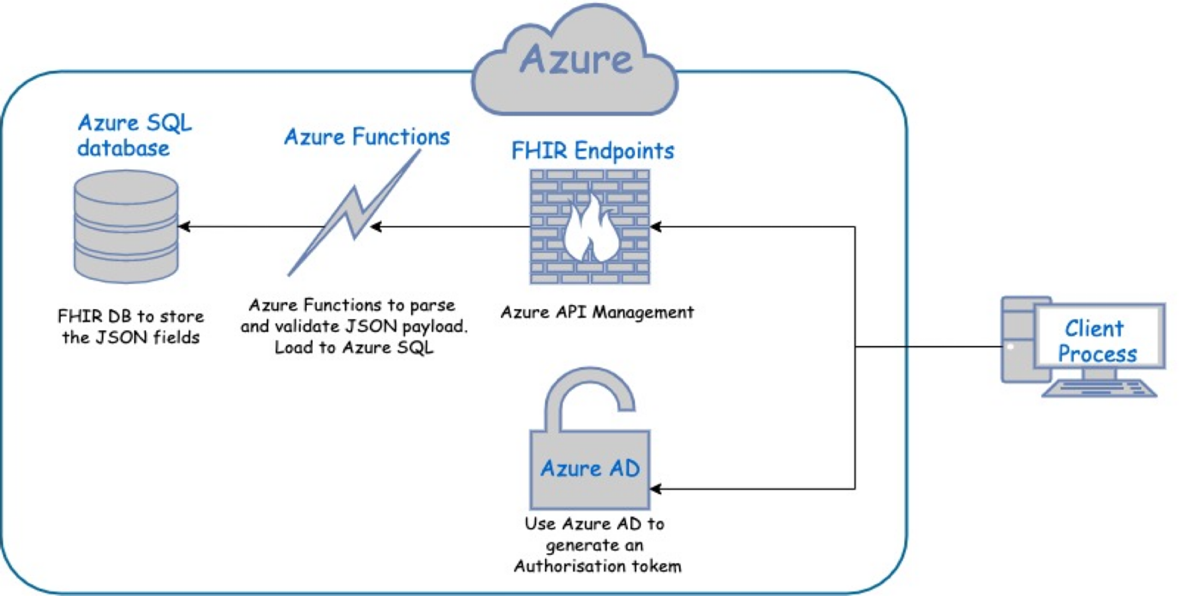 Azure
Azure SQL
database
Azure Functions
FHIR Endpoints
FHIR DB to store
the JSON fields
Azure Functions to parse
and validate JSON payload.
Load to Azure SQL
Azure API Management
Client
Process
Azure AD
Use Azure AD to
generate an
Authorisation tokem